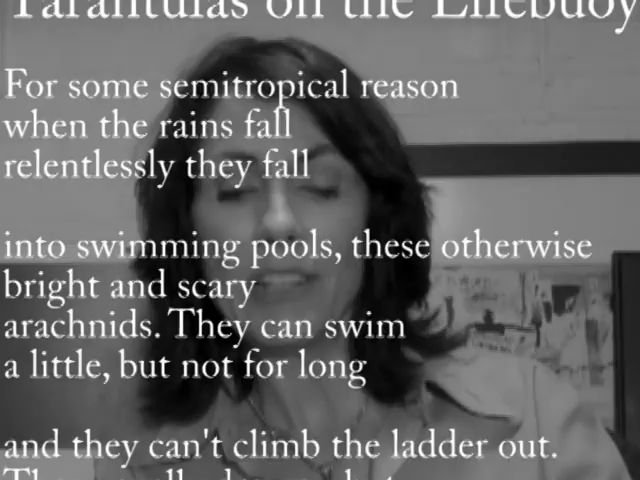 Tarantulas on the Lifebuoy
For some semitropical reason
when the rains fall
relentlessly they fall
into swimming pools, these otherwise
bright and scary
arachnids. They can swim
a little, but not for long
and they can't climb the ladder out.